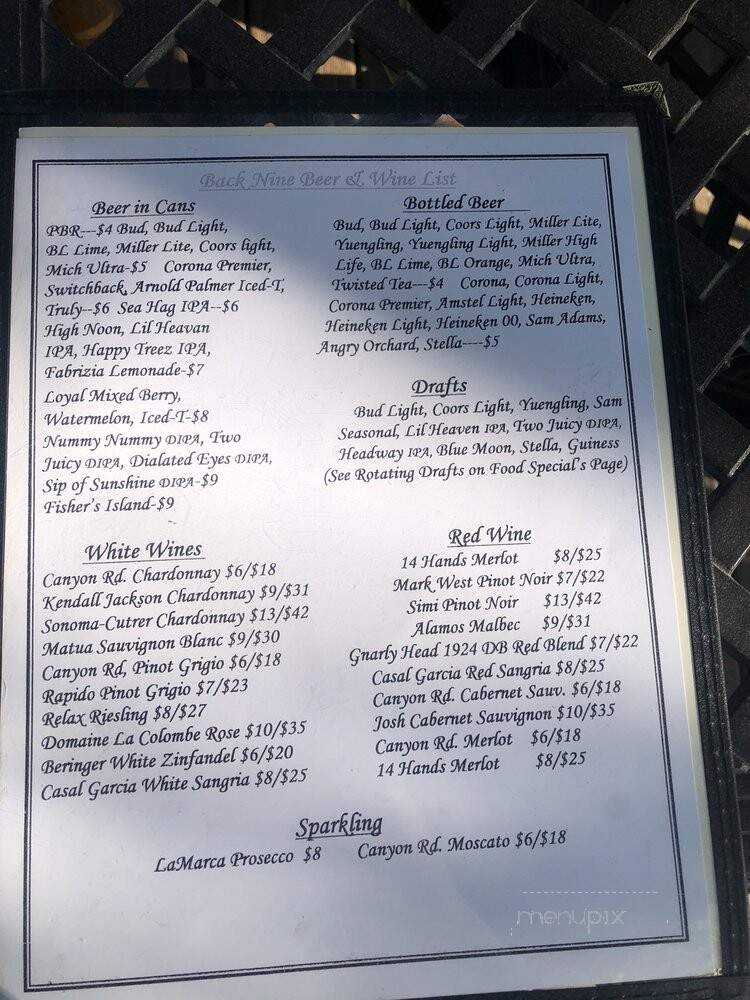 Back Nine Beer & Wine List
Beer in Cans
PBR---$4 Bud, Bud Light,
BL Lime, Miller Lite, Coors light,
Mich Ultra-$5 Corona Premier,
Switchback, Arnold Palmer Iced-T,
Truly--$6 Sea Hag IPA--$6
High Noon, Lil Heavan
IPA, Happy Treez IPA,
Fabrizia Lemonade-$7
Loyal Mixed Berry,
Watermelon, Iced-T-$8
Nummy Nummy DIPA, Two
Juicy DIPA, Dialated Eyes DIPA,
Sip of Sunshine DIPA-$9
Fisher's Island-$9
Bottled Beer
Bud, Bud Light, Coors Light, Miller Lite,
Yuengling, Yuengling Light, Miller High
Life, BL Lime, BL Orange, Mich Ultra,
Twisted Tea---$4 Corona, Corona Light,
Corona Premier, Amstel Light, Heineken,
Heineken Light, Heineken 00, Sam Adams,
Angry Orchard, Stella----$5
Drafts
Bud Light, Coors Light, Yuengling, Sam
Seasonal, Lil Heaven IPA, Two Juicy DIPA,
Headway IPA, Blue Moon, Stella, Guiness
(See Rotating Drafts on Food Special's Page)
White Wines
Canyon Rd. Chardonnay $6/$18
Kendall Jackson Chardonnay $9/$31
Sonoma-Cutrer Chardonnay $13/$42
Matua Sauvignon Blanc $9/$30
Canyon Rd, Pinot Grigio $6/$18
Rapido Pinot Grigio $7/$23
Relax Riesling $8/$27
Domaine La Colombe Rose $10/$35
Beringer White Zinfandel $6/$20
Casal Garcia White Sangria $8/$25
Red Wine
14 Hands Merlot $8/$25
Mark West Pinot Noir $7/$22
Simi Pinot Noir $13/$42
Alamos Malbec $9/$31
Gnarly Head 1924 DB Red Blend $7/$22
Casal Garcia Red Sangria $8/$25
Canyon Rd. Cabernet Sauv. $6/$18
Josh Cabernet Sauvignon $10/$35
Canyon Rd. Merlot $6/$18
14 Hands Merlot $8/$25
Sparkling
LaMarca Prosecco $8 Canyon Rd. Moscato $6/$18
menupix